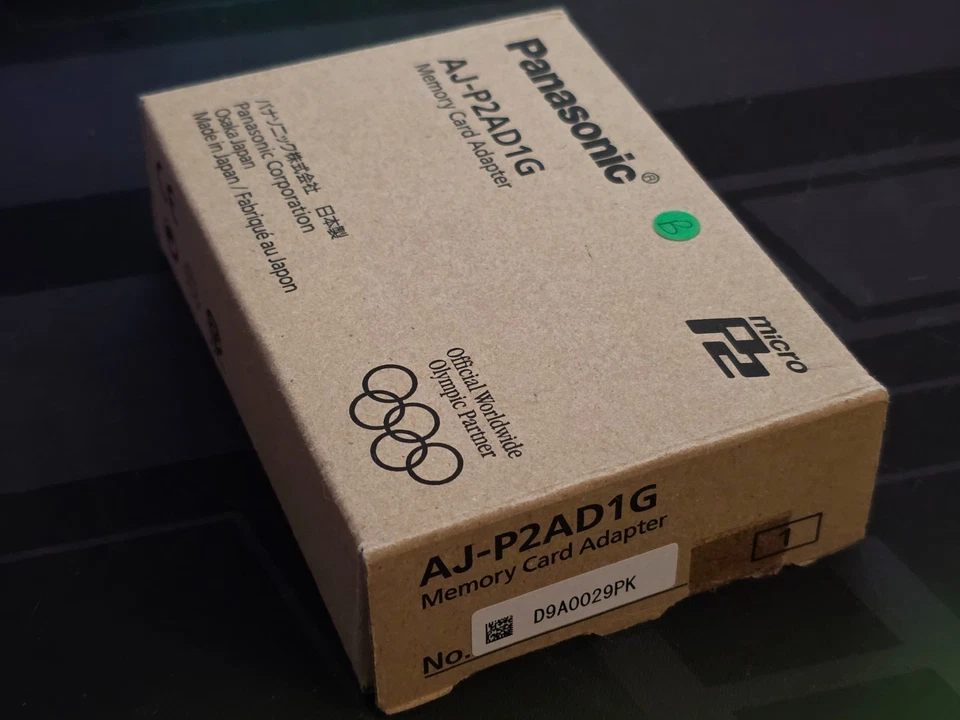 Panasonic®
AJ-P2AD1G
Memory Card Adapter
パナソニック株式会社 日本製
Panasonic Corporation
Osaka Japan
Made in Japan / Fabriqué au Japon
B
micro
P2
Official Worldwide
Olympic Partner
AJ-P2AD1G
Memory Card Adapter
1
No.
D9A0029PK